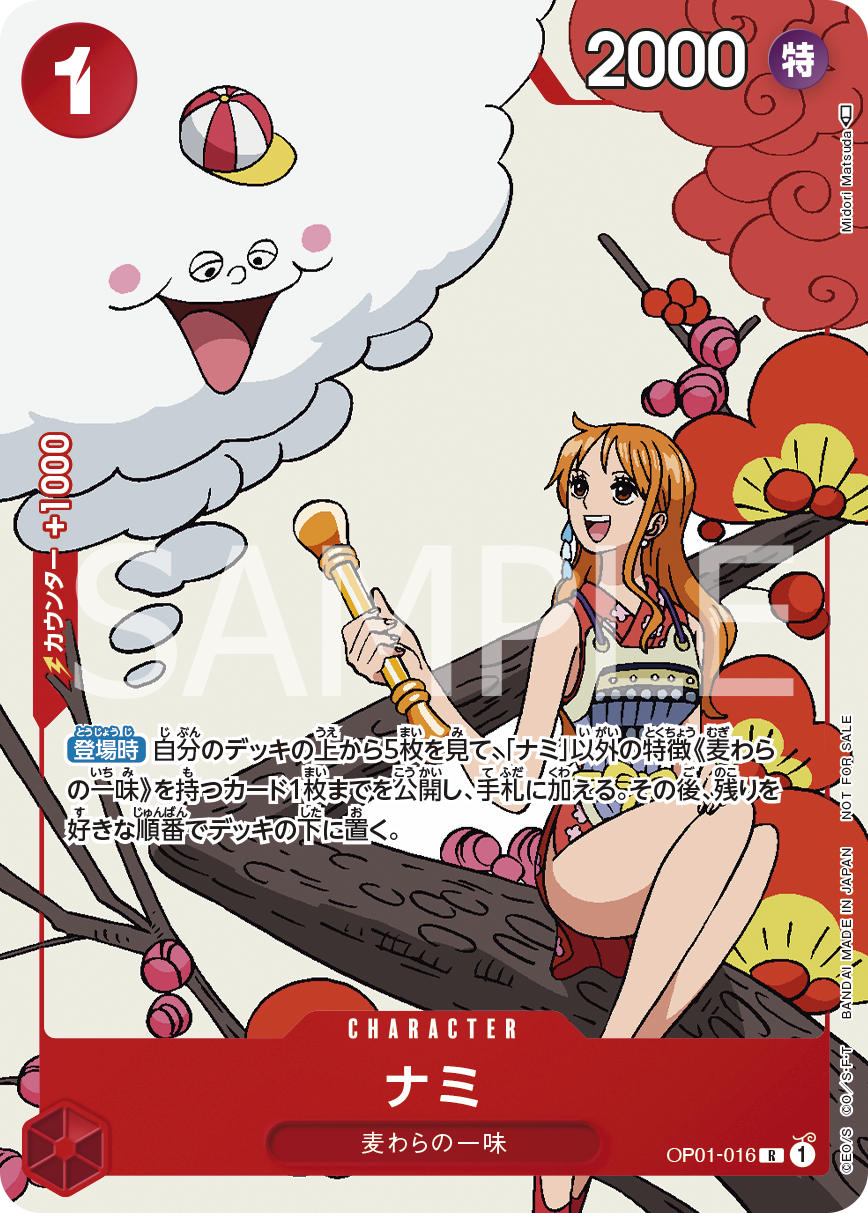 1
2000
特
Midori Matsuda
カウンター +1000
SAMPLE
登場時 自分のデッキの上から5枚を見て、「ナミ」以外の特徴《麦わら
の一味》を持つカード1枚までを公開し、手札に加える。その後、残りを
好きな順番でデッキの下に置く。
CHARACTER
ナミ
麦わらの一味
OP01-016 R 1
©EO/S ©O/S・F・T BANDAI MADE IN JAPAN NOT FOR SALE